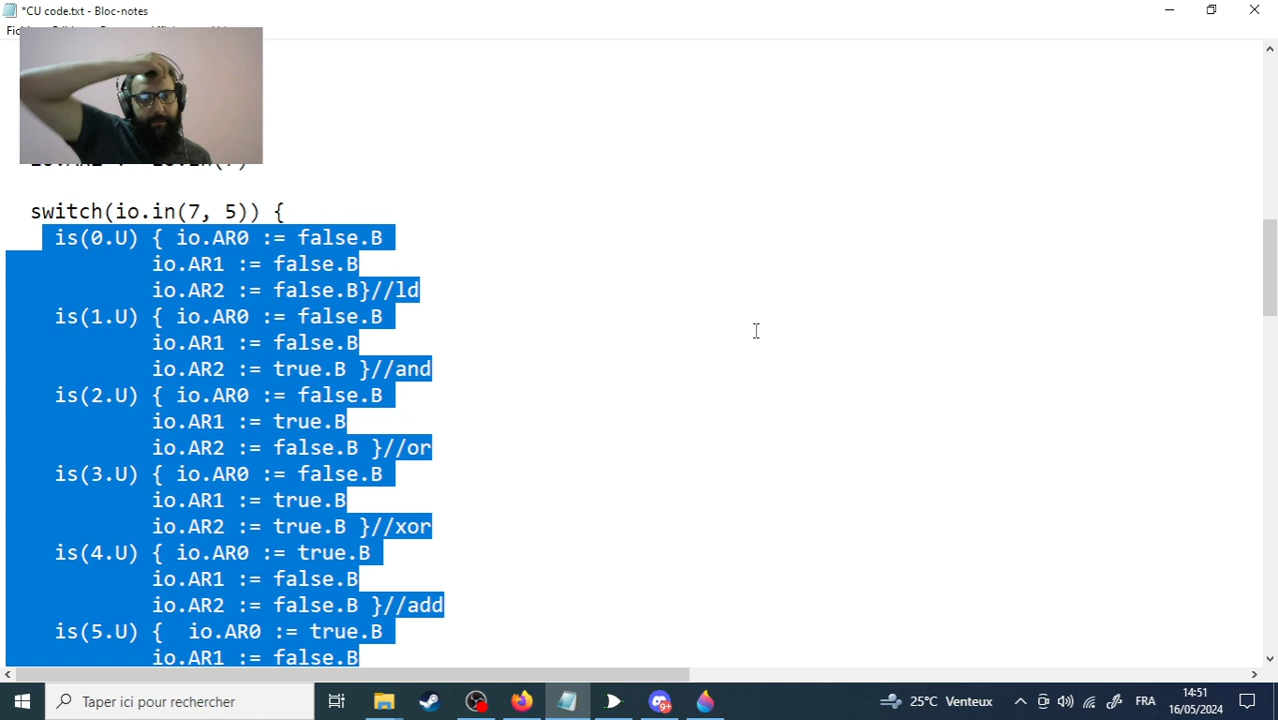 *CU code.txt - Bloc-notes
switch(io.in(7, 5)) {
is(0.U) { io.AR0 := false.B
io.AR1 := false.B
io.AR2 := false.B}//ld
is(1.U) { io.AR0 := false.B
io.AR1 := false.B
io.AR2 := true.B }//and
is(2.U) { io.AR0 := false.B
io.AR1 := true.B
io.AR2 := false.B }//or
is(3.U) { io.AR0 := false.B
io.AR1 := true.B
io.AR2 := true.B }//xor
is(4.U) { io.AR0 := true.B
io.AR1 := false.B
io.AR2 := false.B }//add
is(5.U) {  io.AR0 := true.B
io.AR1 := false.B
Taper ici pour rechercher
9+
25°C Venteux
FRA
14:51
16/05/2024